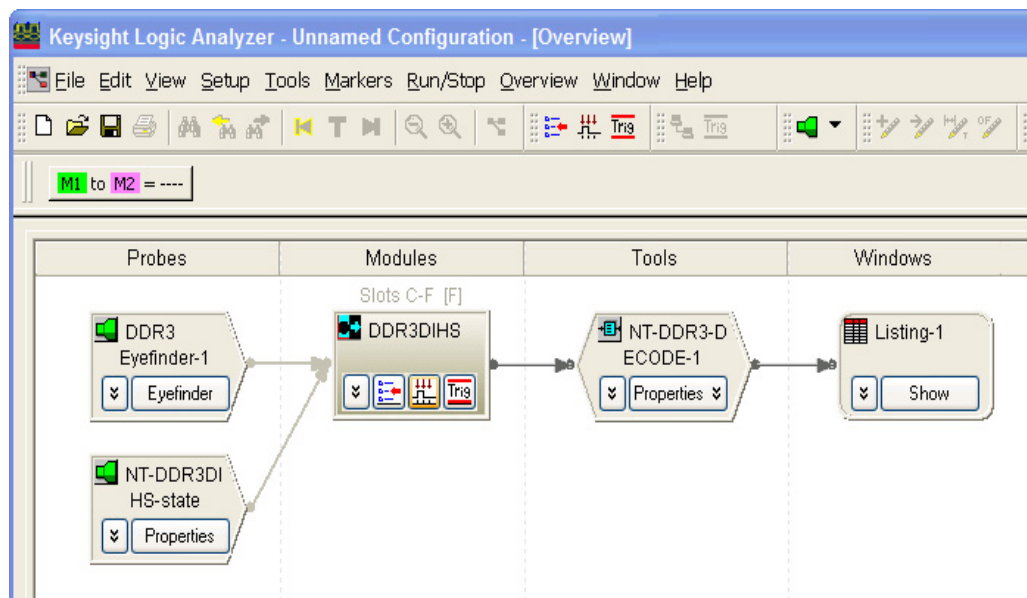 Keysight Logic Analyzer - Unnamed Configuration - [Overview]
File Edit View Setup Tools Markers Run/Stop Overview Window Help
T Trig Trig
M1 to M2 = ----
Probes Modules Tools Windows
Slots C-F [F]
DDR3
Eyefinder-1
Eyefinder
DDR3DIHS
Trig
NT-DDR3-D
ECODE-1
Properties
Listing-1
Show
NT-DDR3DI
HS-state
Properties